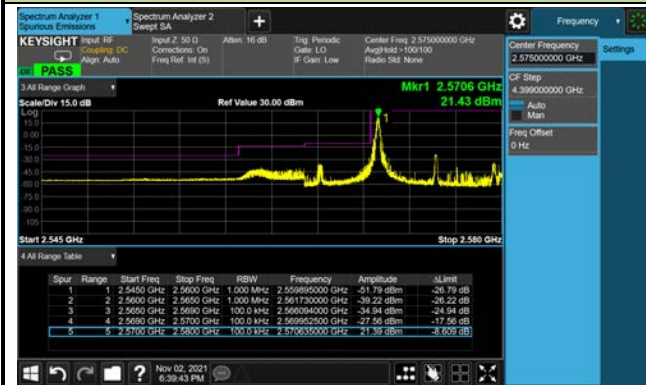 Spectrum Analyzer 1
Spurious Emissions
Spectrum Analyzer 2
Swept SA
Frequency
KEYSIGHT
Input: RF
Coupling: DC
Align: Auto
Input Z: 50 Ω
Corrections: On
Freq Ref: Int (S)
Atten: 16 dB
Trig: Periodic
Gate: LO
IF Gain: Low
Center Freq: 2.575000000 GHz
Avg|Hold:>100/100
Radio Std: None
PASS
Center Frequency
2.575000000 GHz
Settings
CF Step
4.399000000 GHz
Auto
Man
Freq Offset
0 Hz
3 All Range Graph
Mkr1 2.5706 GHz
21.43 dBm
Scale/Div 15.0 dB
Ref Value 30.00 dBm
Log
15.0
0.00
-15.0
-30.0
-45.0
-60.0
-75.0
-90.0
-105
1
Start 2.545 GHz
Stop 2.580 GHz
4 All Range Table
Spur Range Start Freq Stop Freq RBW Frequency Amplitude ΔLimit
1 1 2.5450 GHz 2.5600 GHz 1.000 MHz 2.559895000 GHz -51.79 dBm -26.79 dB
2 2 2.5600 GHz 2.5650 GHz 1.000 MHz 2.561730000 GHz -39.22 dBm -26.22 dB
3 3 2.5650 GHz 2.5690 GHz 100.0 kHz 2.566094000 GHz -34.94 dBm -24.94 dB
4 4 2.5690 GHz 2.5700 GHz 100.0 kHz 2.569952500 GHz -27.56 dBm -17.56 dB
5 5 2.5700 GHz 2.5800 GHz 100.0 kHz 2.570635000 GHz 21.39 dBm -8.609 dB
Nov 02, 2021
6:39:43 PM